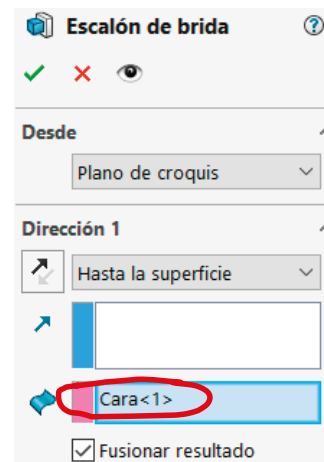 Escalón de brida
Desde
Plano de croquis
Dirección 1
Hasta la superficie
Cara<1>
Fusionar resultado